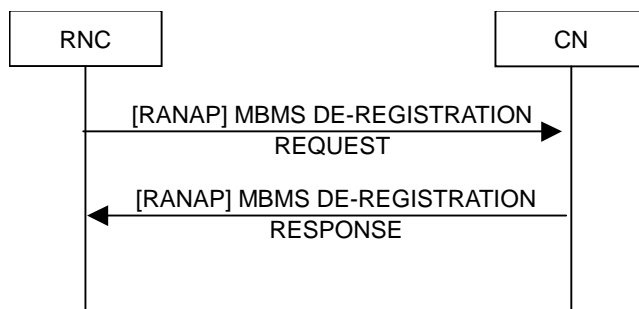 RNC
CN
[RANAP] MBMS DE-REGISTRATION
REQUEST
[RANAP] MBMS DE-REGISTRATION
RESPONSE